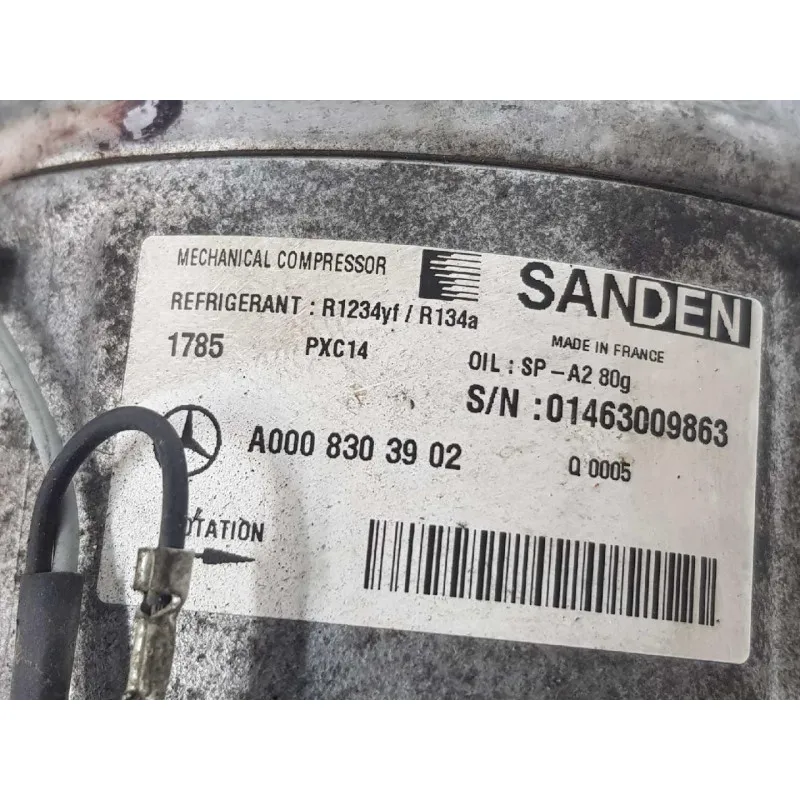 MECHANICAL COMPRESSOR
SANDEN
REFRIGERANT : R1234yf / R134a
MADE IN FRANCE
1785 PXC14
OIL : SP-A2 80g
S/N :01463009863
A000 830 39 02
Q 0005
OTATION